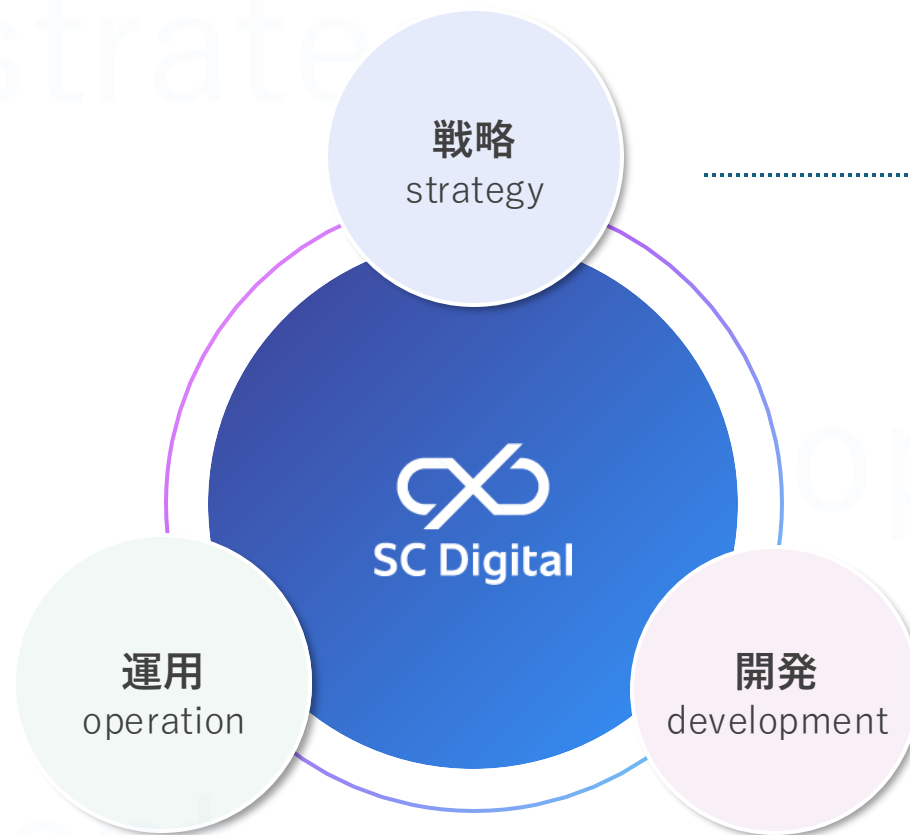 戦略
strategy
SC Digital
運用
operation
開発
development